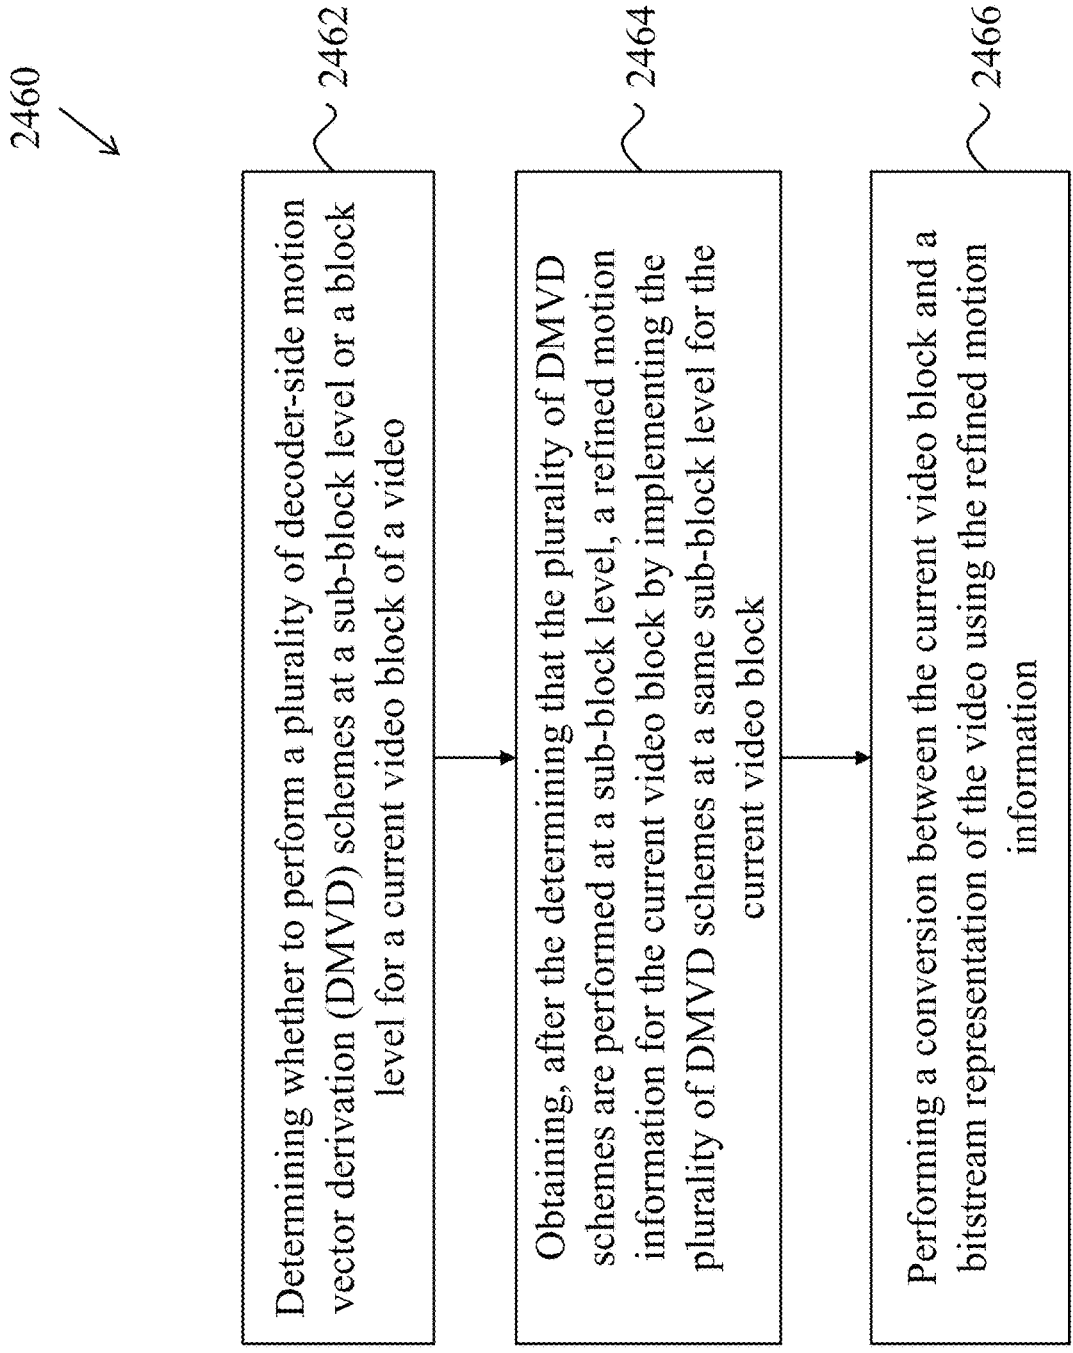 2460
Determining whether to perform a plurality of decoder-side motion
vector derivation (DMVD) schemes at a sub-block level or a block
level for a current video block of a video
2462
Obtaining, after the determining that the plurality of DMVD
schemes are performed at a sub-block level, a refined motion
information for the current video block by implementing the
plurality of DMVD schemes at a same sub-block level for the
current video block
2464
Performing a conversion between the current video block and a
bitstream representation of the video using the refined motion
information
2466